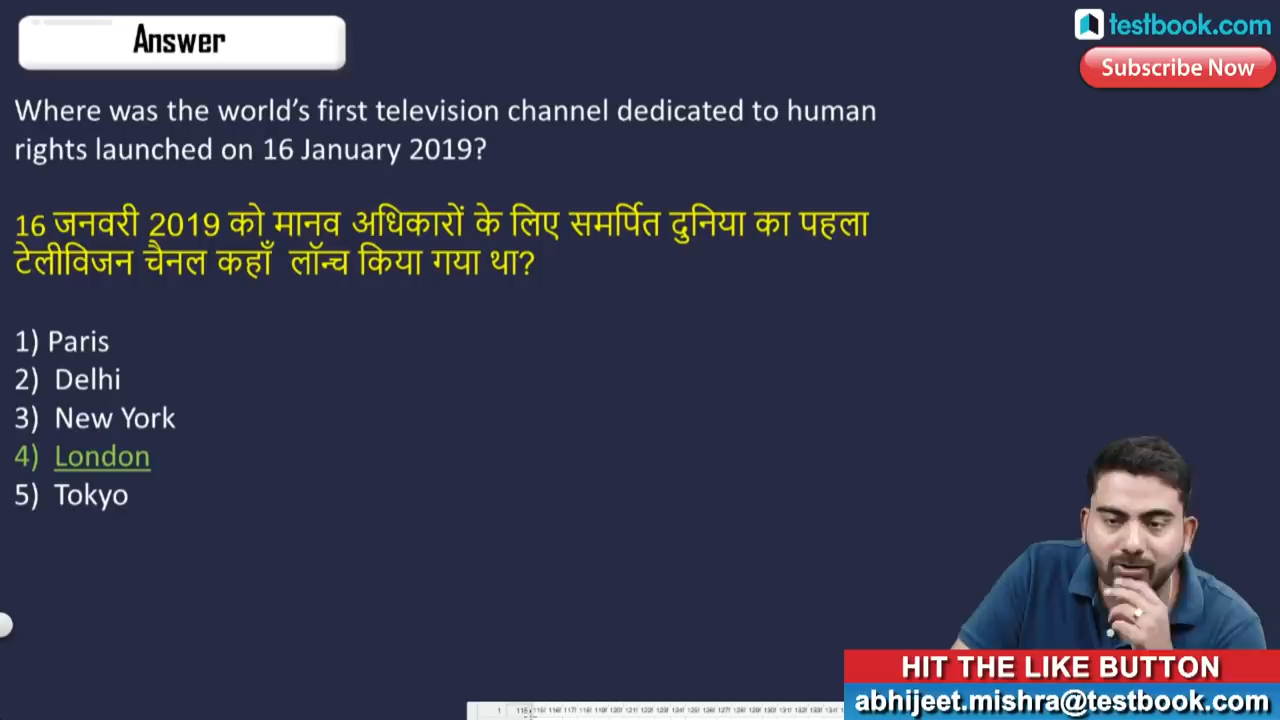 Answer
testbook.com
Subscribe Now
Where was the world's first television channel dedicated to human
rights launched on 16 January 2019?
16 जनवरी 2019 को मानव अधिकारों के लिए समर्पित दुनिया का पहला
टेलीविजन चैनल कहाँ लॉन्च किया गया था?
1) Paris
2) Delhi
3) New York
4) London
5) Tokyo
HIT THE LIKE BUTTON
abhijeet.mishra@testbook.com